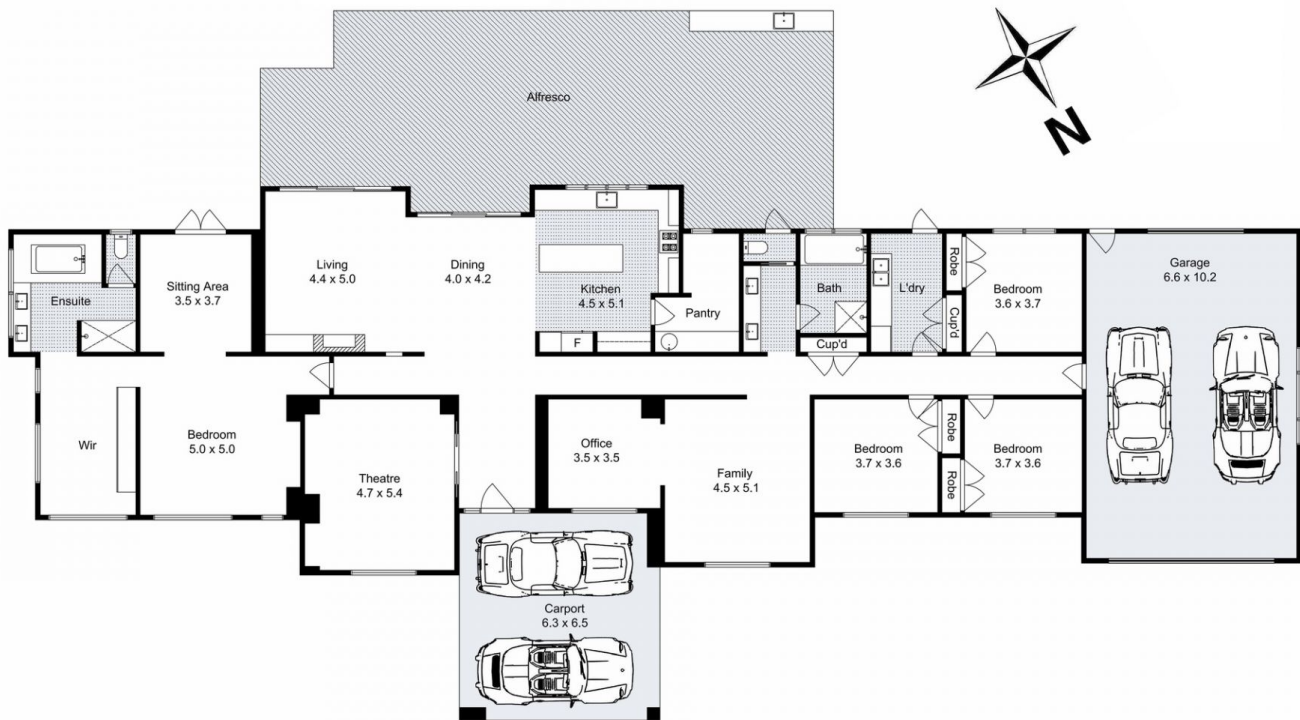 N
Alfresco
Ensuite
Sitting Area
3.5 x 3.7
Living
4.4 x 5.0
Dining
4.0 x 4.2
Kitchen
4.5 x 5.1
F
Pantry
Bath
Cup'd
L'dry
Robe
Cup'd
Bedroom
3.6 x 3.7
Garage
6.6 x 10.2
Wir
Bedroom
5.0 x 5.0
Theatre
4.7 x 5.4
Office
3.5 x 3.5
Family
4.5 x 5.1
Bedroom
3.7 x 3.6
Robe
Robe
Bedroom
3.7 x 3.6
Carport
6.3 x 6.5